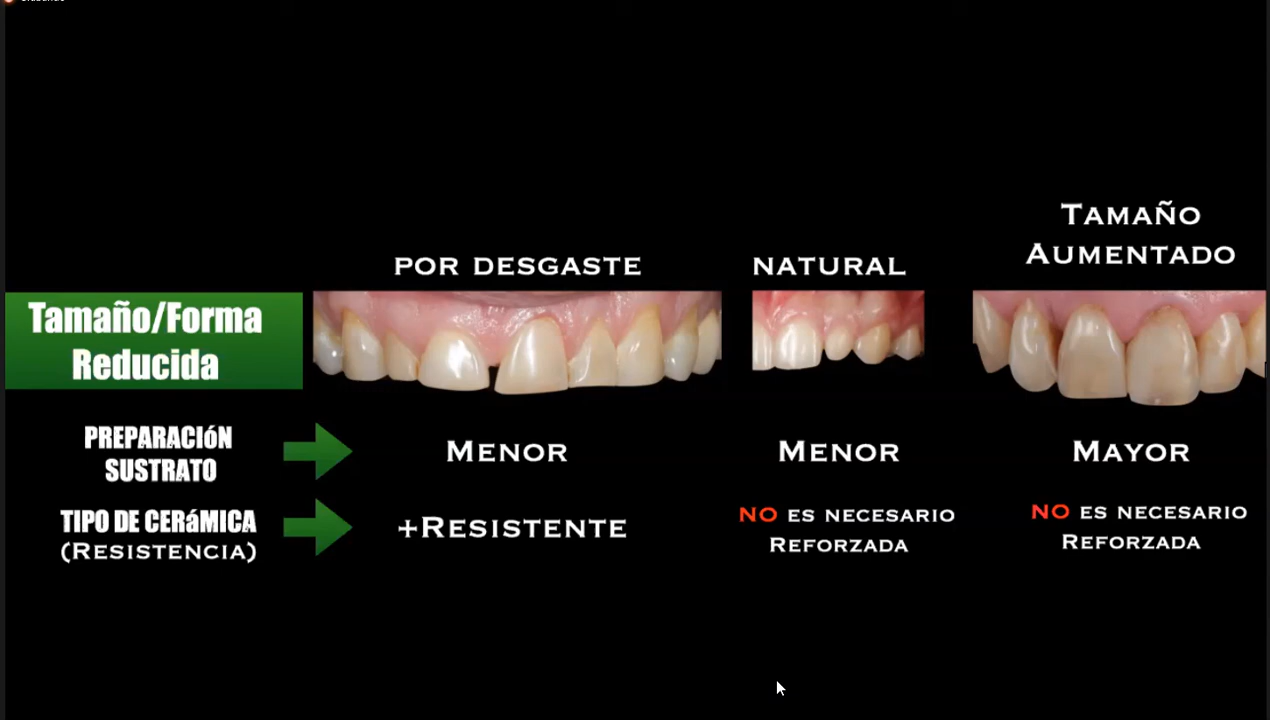 POR DESGASTE
NATURAL
TAMAÑO
AUMENTADO
Tamaño/Forma
Reducida
PREPARACIóN
SUSTRATO
MENOR
MENOR
MAYOR
TIPO DE CERáMICA
(RESISTENCIA)
+RESISTENTE
NO ES NECESARIO
REFORZADA
NO ES NECESARIO
REFORZADA